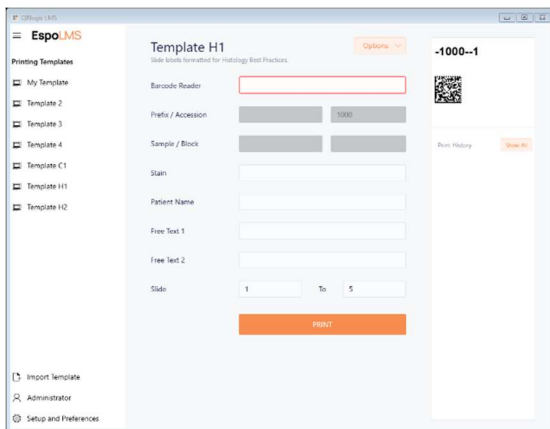 EspoLMS
Printing Templates
My Template
Template 2
Template 3
Template 4
Template C1
Template H1
Template H2
Import Template
Administrator
Setup and Preferences
Template H1
Options
Slide labels formatted for Histology Best Practices.
Barcode Reader
Prefix / Accession
1000
Sample / Block
Stain
Patient Name
Free Text 1
Free Text 2
Slide
1
To
5
PRINT
-1000--1
Print History
Show All